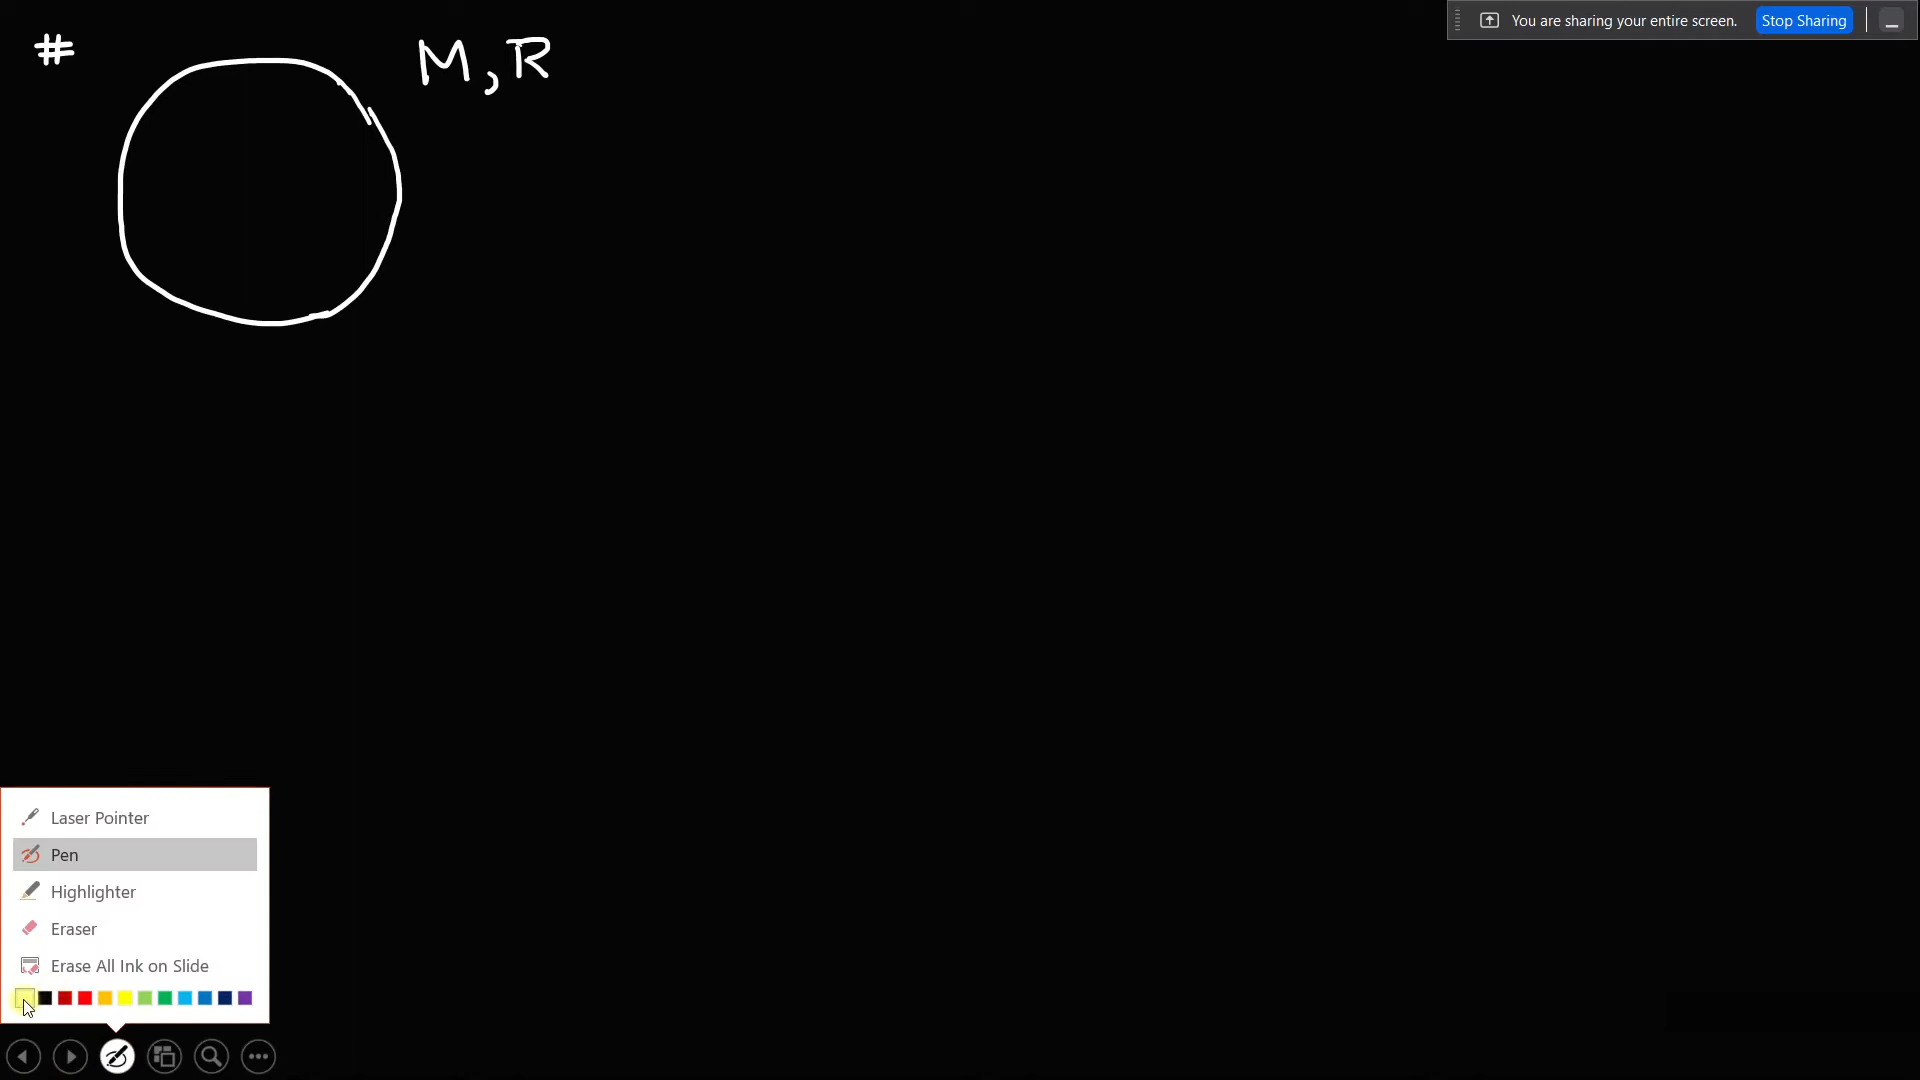 You are sharing your entire screen. Stop Sharing
# M, R
Laser Pointer
Pen
Highlighter
Eraser
Erase All Ink on Slide